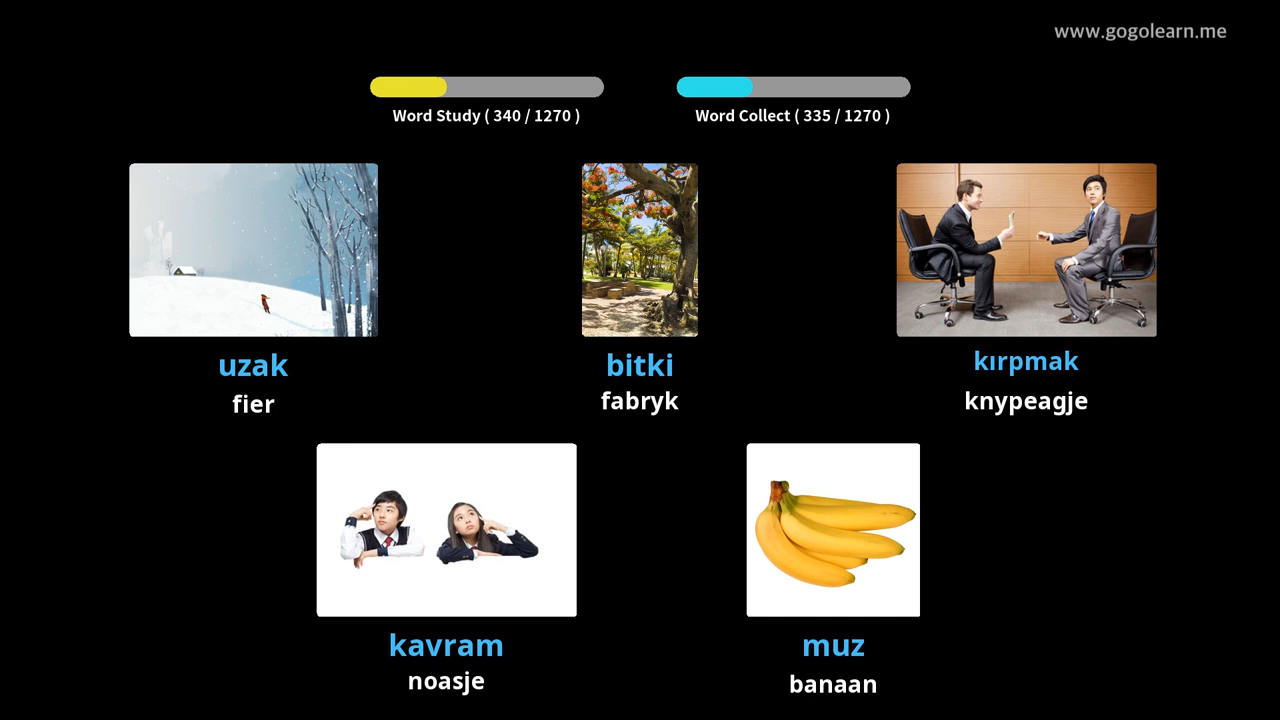 www.gogolearn.me
Word Study ( 340 / 1270 )
Word Collect ( 335 / 1270 )
uzak
fier
bitki
fabryk
kırpmak
knypeagje
kavram
noasje
muz
banaan